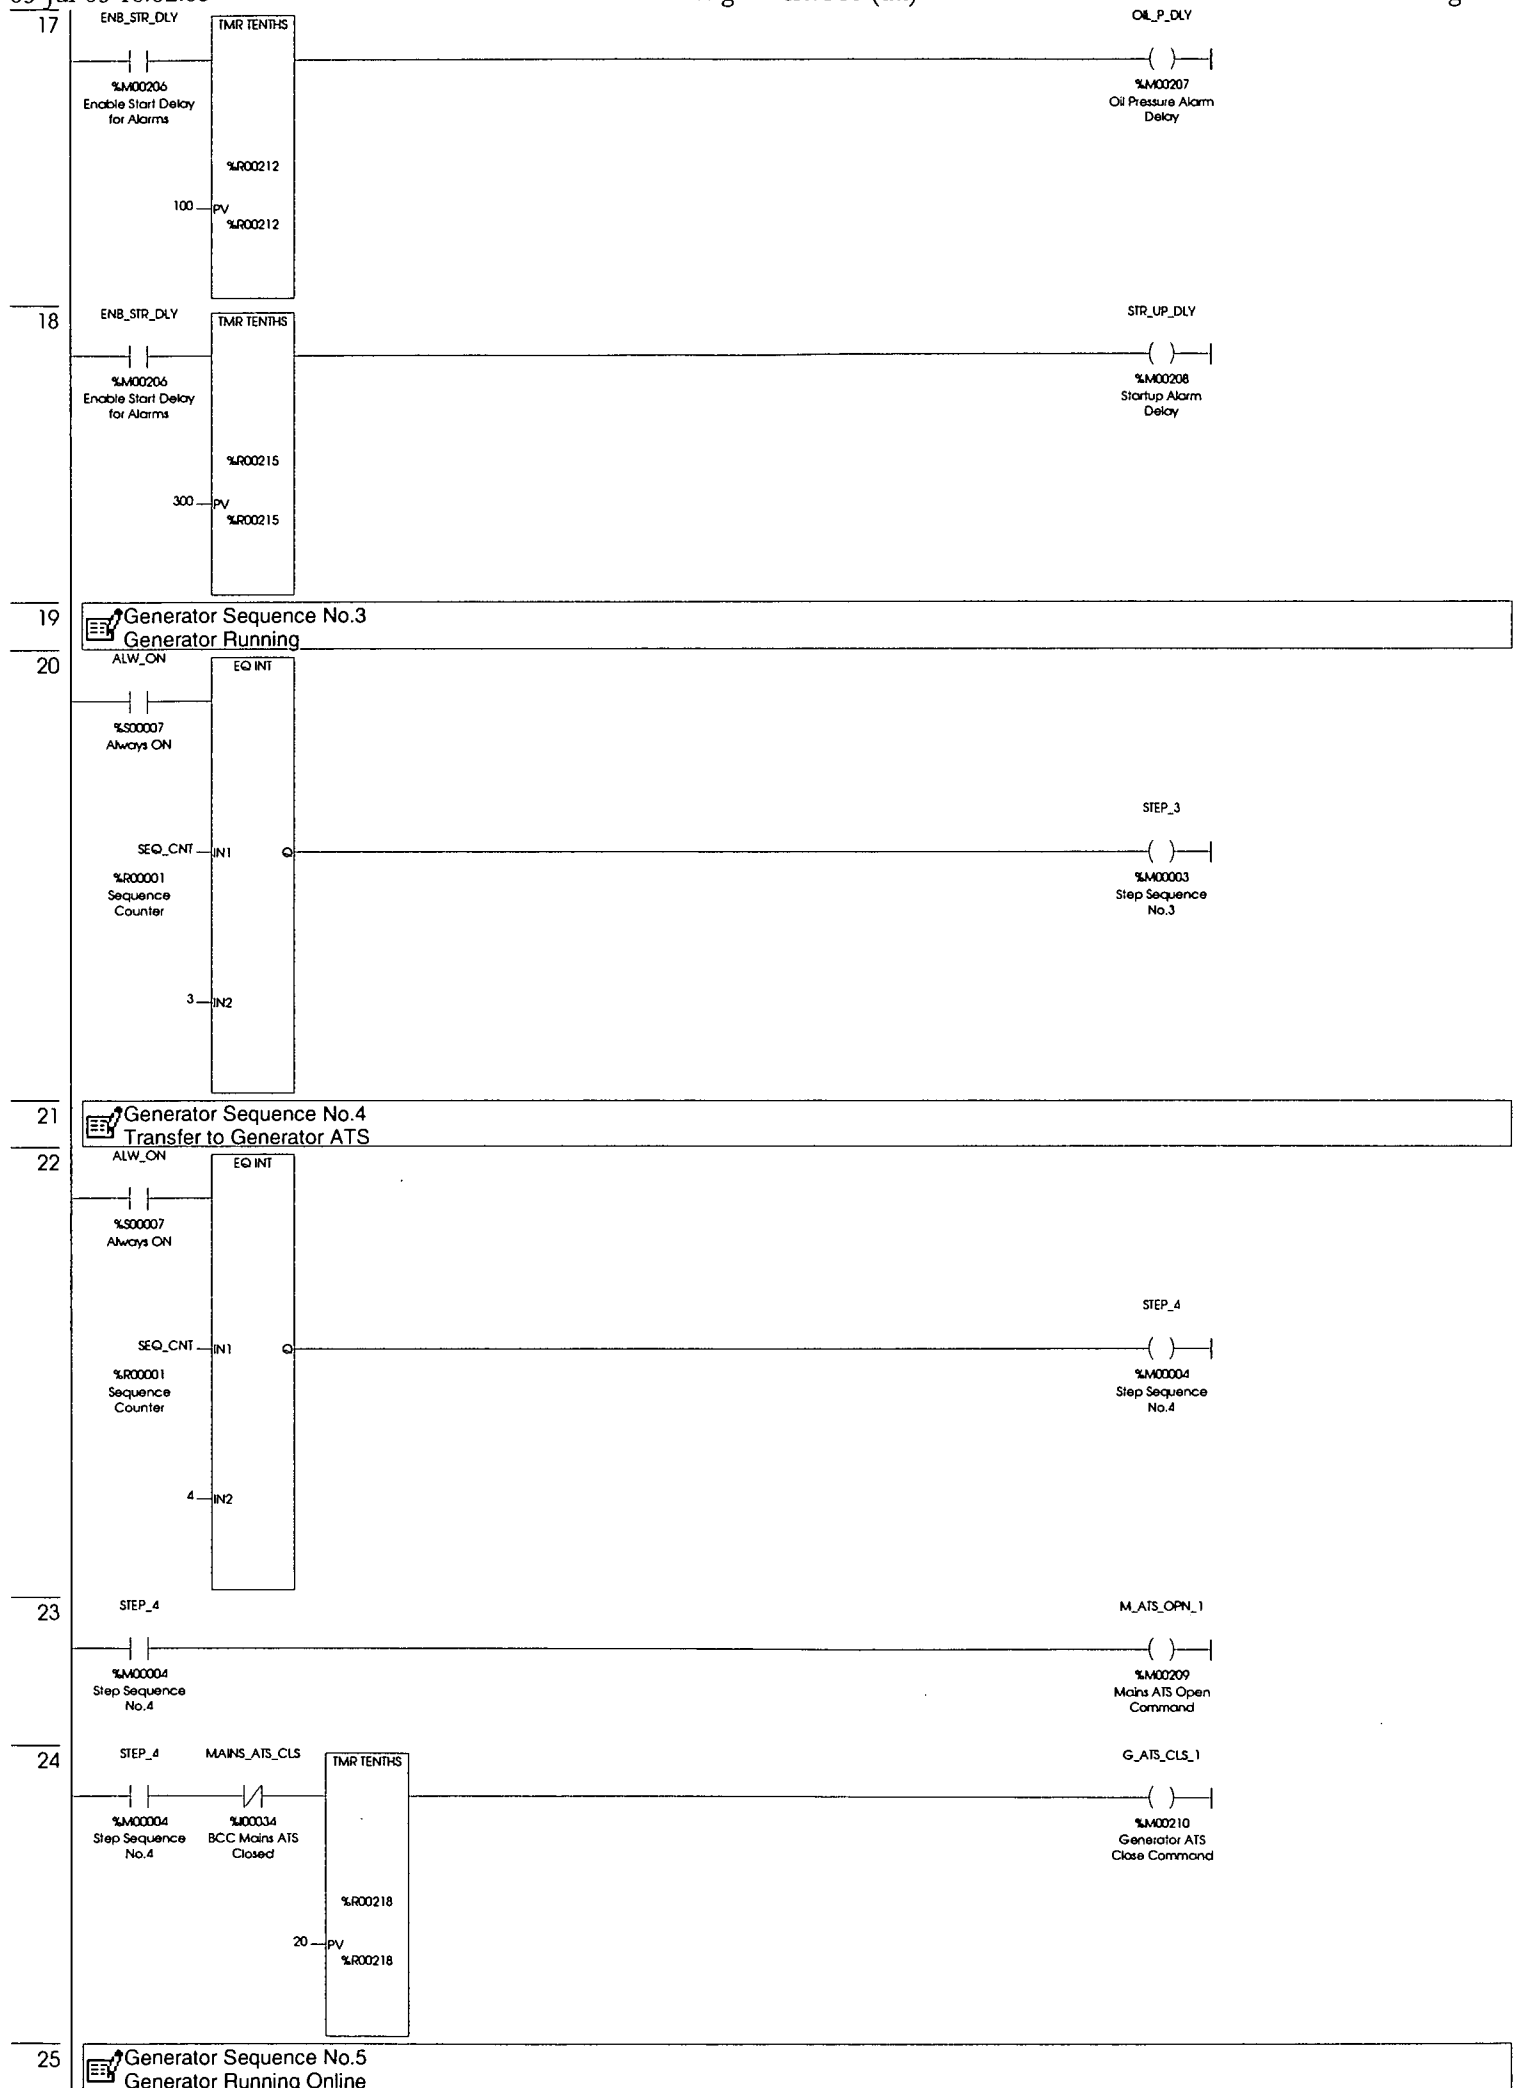 17
ENB_STR_DLY
TMR TENTHS
OIL_P_DLY
%M00206
Enable Start Delay
for Alarms
%M00207
Oil Pressure Alarm
Delay
%R00212
100
PV
%R00212
18
ENB_STR_DLY
TMR TENTHS
STR_UP_DLY
%M00206
Enable Start Delay
for Alarms
%M00208
Startup Alarm
Delay
%R00215
300
PV
%R00215
19
Generator Sequence No.3
Generator Running
20
ALW_ON
EQ INT
%S00007
Always ON
STEP_3
SEQ_CNT
IN1
Q
%R00001
Sequence
Counter
%M00003
Step Sequence
No.3
3
IN2
21
Generator Sequence No.4
Transfer to Generator ATS
22
ALW_ON
EQ INT
%S00007
Always ON
STEP_4
SEQ_CNT
IN1
Q
%R00001
Sequence
Counter
%M00004
Step Sequence
No.4
4
IN2
23
STEP_4
M_ATS_OPN_1
%M00004
Step Sequence
No.4
%M00209
Mains ATS Open
Command
24
STEP_4
MAINS_ATS_CLS
TMR TENTHS
G_ATS_CLS_1
%M00004
Step Sequence
No.4
%I00034
BCC Mains ATS
Closed
%M00210
Generator ATS
Close Command
%R00218
20
PV
%R00218
25
Generator Sequence No.5
Generator Running Online